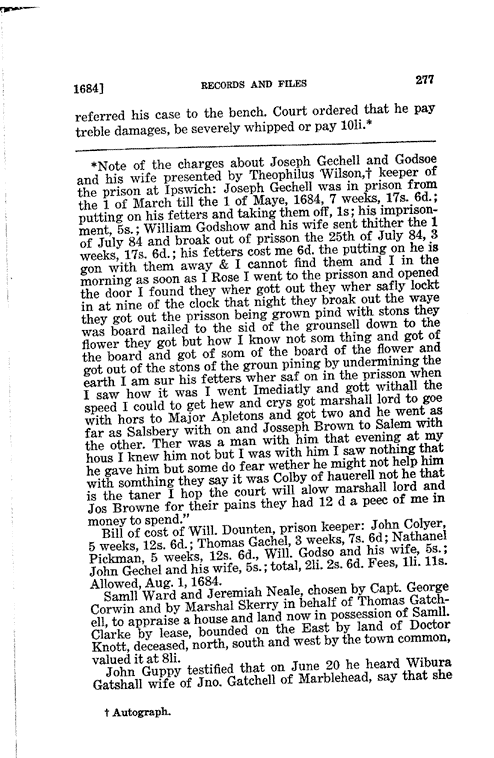 1684] RECORDS AND FILES 277
referred his case to the bench. Court ordered that he pay
treble damages, be severely whipped or pay 10li.*
*Note of the charges about Joseph Gechell and Godsoe
and his wife presented by Theophilus Wilson,† keeper of
the prison at Ipswich: Joseph Gechell was in prison from
the 1 of March till the 1 of Maye, 1684, 7 weeks, 17s. 6d.;
putting on his fetters and taking them off, 1s; his imprison-
ment, 5s.; William Godshow and his wife sent thither the 1
of July 84 and broak out of prisson the 25th of July 84, 3
weeks, 17s. 6d.; his fetters cost me 6d. the putting on he is
gon with them away & I cannot find them and I in the
morning as soon as I Rose I went to the prisson and opened
the door I found they wher gott out they wher safly lockt
in at nine of the clock that night they broak out the waye
they got out the prisson being grown pind with stons they
was board nailed to the sid of the grounsell down to the
flower they got but how I know not som thing and got of
the board and got of som of the board of the flower and
got out of the stons of the groun pining by undermining the
earth I am sur his fetters wher saf on in the prisson when
I saw how it was I went Imediatly and gott withall the
speed I could to get hew and crys got marshall lord to goe
with hors to Major Apletons and got two and he went as
far as Salsbery with on and Josseph Brown to Salem with
the other. Ther was a man with him that evening at my
hous I knew him not but I was with him I saw nothing that
he gave him but some do fear wether he might not help him
with somthing they say it was Colby of hauerell not he that
is the taner I hop the court will alow marshall lord and
Jos Browne for their pains they had 12 d a peec of me in
money to spend."
Bill of cost of Will. Dounten, prison keeper: John Colyer,
5 weeks, 12s. 6d.; Thomas Gachel, 3 weeks, 7s. 6d; Nathanel
Pickman, 5 weeks, 12s. 6d., Will. Godso and his wife, 5s.;
John Gechel and his wife, 5s.; total, 2li. 2s. 6d. Fees, 1li. 11s.
Allowed, Aug. 1, 1684.
Samll Ward and Jeremiah Neale, chosen by Capt. George
Corwin and by Marshal Skerry in behalf of Thomas Gatch-
ell, to appraise a house and land now in possession of Samll.
Clarke by lease, bounded on the East by land of Doctor
Knott, deceased, north, south and west by the town common,
valued it at 8li.
John Guppy testified that on June 20 he heard Wibura
Gatshall wife of Jno. Gatchell of Marblehead, say that she
† Autograph.